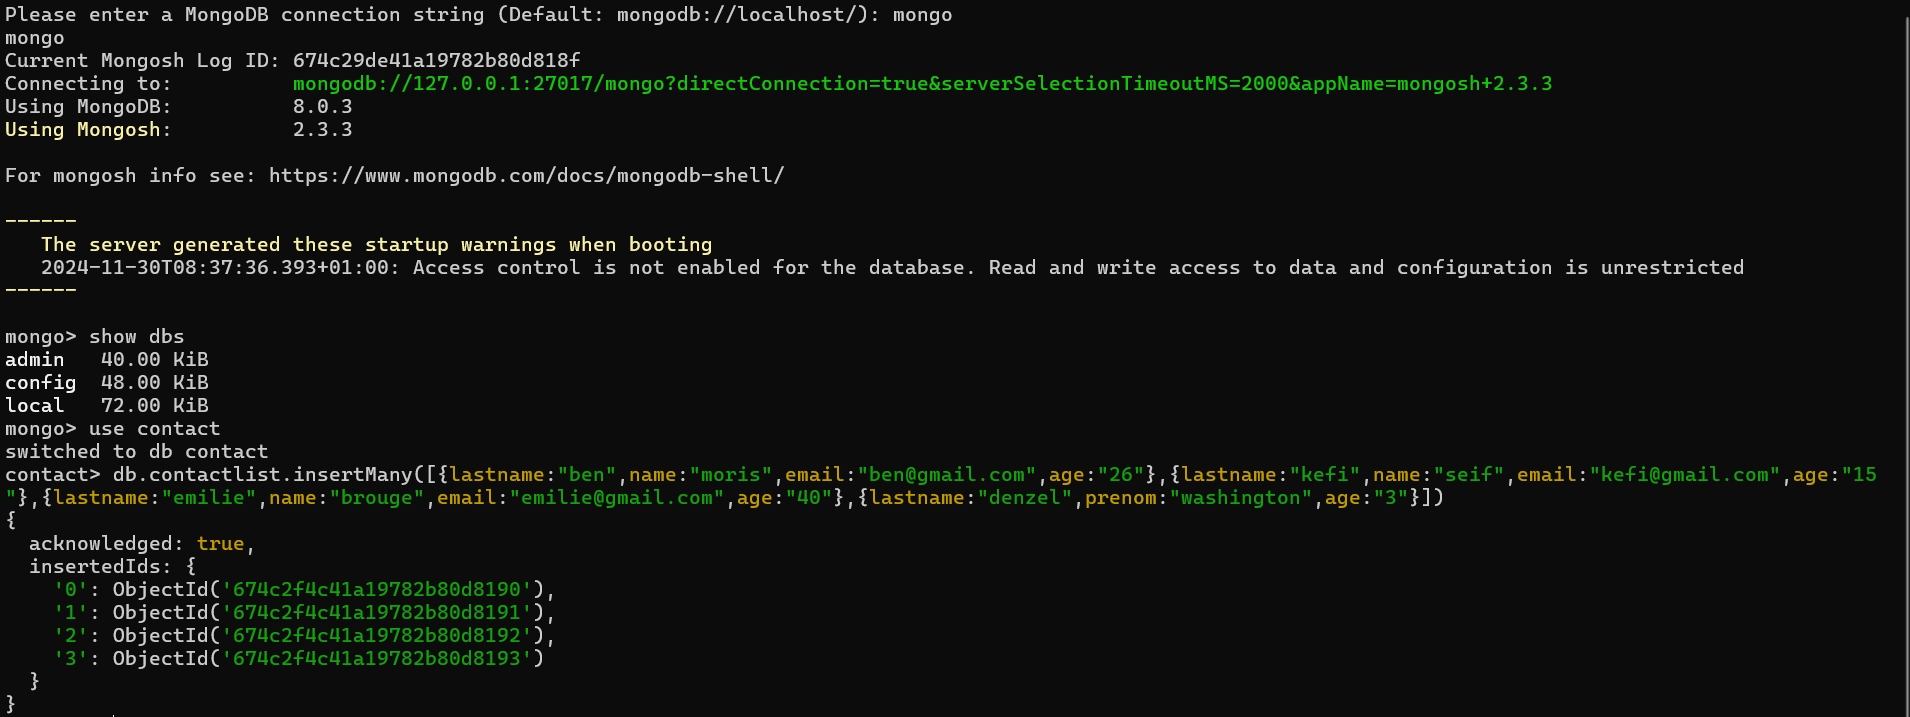 Please enter a MongoDB connection string (Default: mongodb://localhost/): mongo
mongo
Current Mongosh Log ID: 674c29de41a19782b80d818f
Connecting to:          mongodb://127.0.0.1:27017/mongo?directConnection=true&serverSelectionTimeoutMS=2000&appName=mongosh+2.3.3
Using MongoDB:          8.0.3
Using Mongosh:          2.3.3
For mongosh info see: https://www.mongodb.com/docs/mongodb-shell/
------
   The server generated these startup warnings when booting
   2024-11-30T08:37:36.393+01:00: Access control is not enabled for the database. Read and write access to data and configuration is unrestricted
------
mongo> show dbs
admin   40.00 KiB
config  48.00 KiB
local   72.00 KiB
mongo> use contact
switched to db contact
contact> db.contactlist.insertMany([{lastname:"ben",name:"moris",email:"ben@gmail.com",age:"26"},{lastname:"kefi",name:"seif",email:"kefi@gmail.com",age:"15
"},{lastname:"emilie",name:"brouge",email:"emilie@gmail.com",age:"40"},{lastname:"denzel",prenom:"washington",age:"3"}])
{
  acknowledged: true,
  insertedIds: {
    '0': ObjectId('674c2f4c41a19782b80d8190'),
    '1': ObjectId('674c2f4c41a19782b80d8191'),
    '2': ObjectId('674c2f4c41a19782b80d8192'),
    '3': ObjectId('674c2f4c41a19782b80d8193')
  }
}